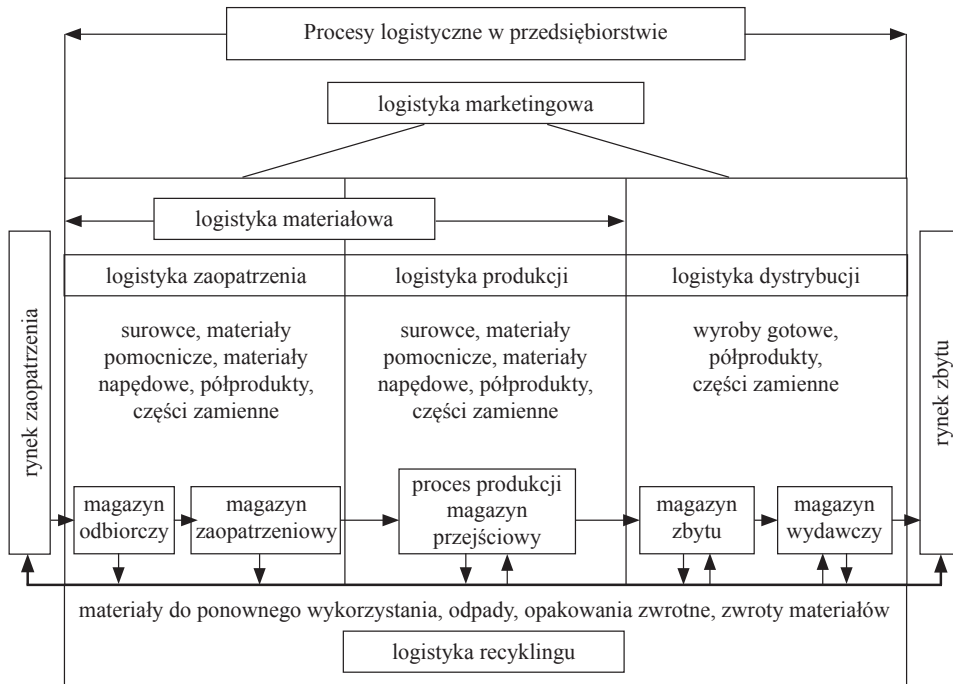 Procesy logistyczne w przedsiębiorstwie
logistyka marketingowa
logistyka materiałowa
logistyka zaopatrzenia
logistyka produkcji
logistyka dystrybucji
rynek zaopatrzenia
surowce, materiały
pomocnicze, materiały
napędowe, półprodukty,
części zamienne
surowce, materiały
pomocnicze, materiały
napędowe, półprodukty,
części zamienne
wyroby gotowe,
półprodukty,
części zamienne
rynek zbytu
magazyn
odbiorczy
magazyn
zaopatrzeniowy
proces produkcji
magazyn
przejściowy
magazyn
zbytu
magazyn
wydawczy
materiały do ponownego wykorzystania, odpady, opakowania zwrotne, zwroty materiałów
logistyka recyklingu